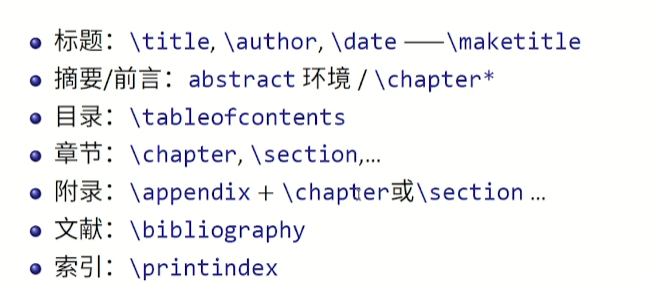 标题：\title, \author, \date ——\maketitle
摘要/前言：abstract 环境 / \chapter*
目录：\tableofcontents
章节：\chapter, \section,...
附录：\appendix + \chapter或\section ...
文献：\bibliography
索引：\printindex